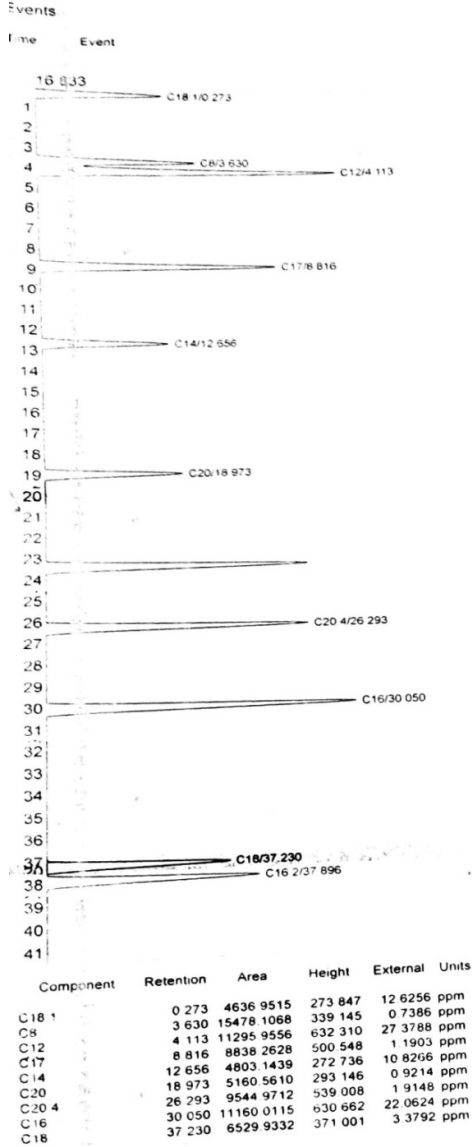 Events
Time Event
16 833
C18 1/0 273
1
2
3
C8/3 630
4
C12/4 113
5
6
7
8
C17/8 816
9
10
11
12
C14/12 656
13
14
15
16
17
18
C20/18 973
19
20
21
22
23
24
25
26 C20 4/26 293
27
28
29
C16/30 050
30
31
32
33
34
35
36
37 C18/37.230
C16 2/37 896
38
39
40
41
Component Retention Area Height External Units
C18 1 0 273 4636 9515 273 847 12 6256 ppm
C8 3 630 15478 1068 339 145 0 7386 ppm
C12 4 113 11295 9556 632 310 27 3788 ppm
C17 8 816 8838 2628 500 548 1 1903 ppm
C14 12 656 4803 1439 272 736 10 8266 ppm
C20 18 973 5160 5610 293 146 0 9214 ppm
C20 4 26 293 9544 9712 539 008 1 9148 ppm
C16 30 050 11160 0115 630 662 22 0624 ppm
C18 37 230 6529 9332 371 001 3 3792 ppm